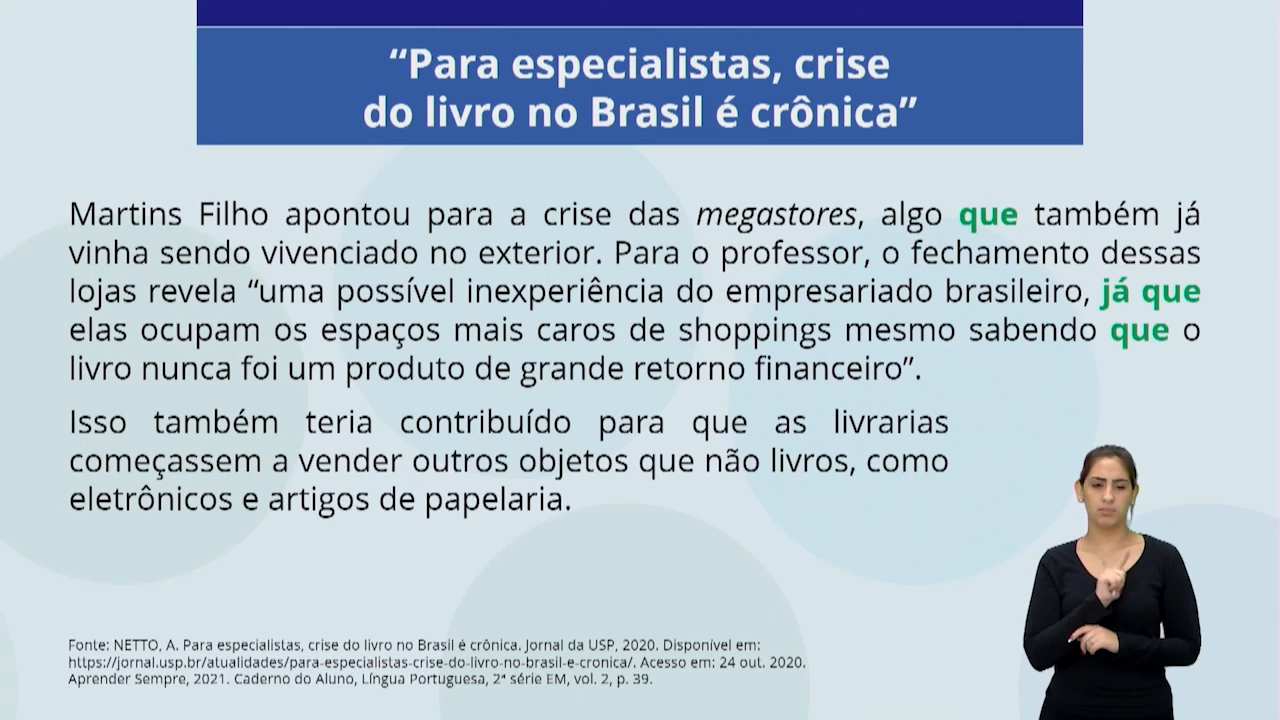 “Para especialistas, crise
do livro no Brasil é crônica”
Martins Filho apontou para a crise das megastores, algo que também já
vinha sendo vivenciado no exterior. Para o professor, o fechamento dessas
lojas revela “uma possível inexperiência do empresariado brasileiro, já que
elas ocupam os espaços mais caros de shoppings mesmo sabendo que o
livro nunca foi um produto de grande retorno financeiro”.
Isso também teria contribuído para que as livrarias
começassem a vender outros objetos que não livros, como
eletrônicos e artigos de papelaria.
Fonte: NETTO, A. Para especialistas, crise do livro no Brasil é crônica. Jornal da USP, 2020. Disponível em:
https://jornal.usp.br/atualidades/para-especialistas-crise-do-livro-no-brasil-e-cronica/. Acesso em: 24 out. 2020.
Aprender Sempre, 2021. Caderno do Aluno, Língua Portuguesa, 2ª série EM, vol. 2, p. 39.